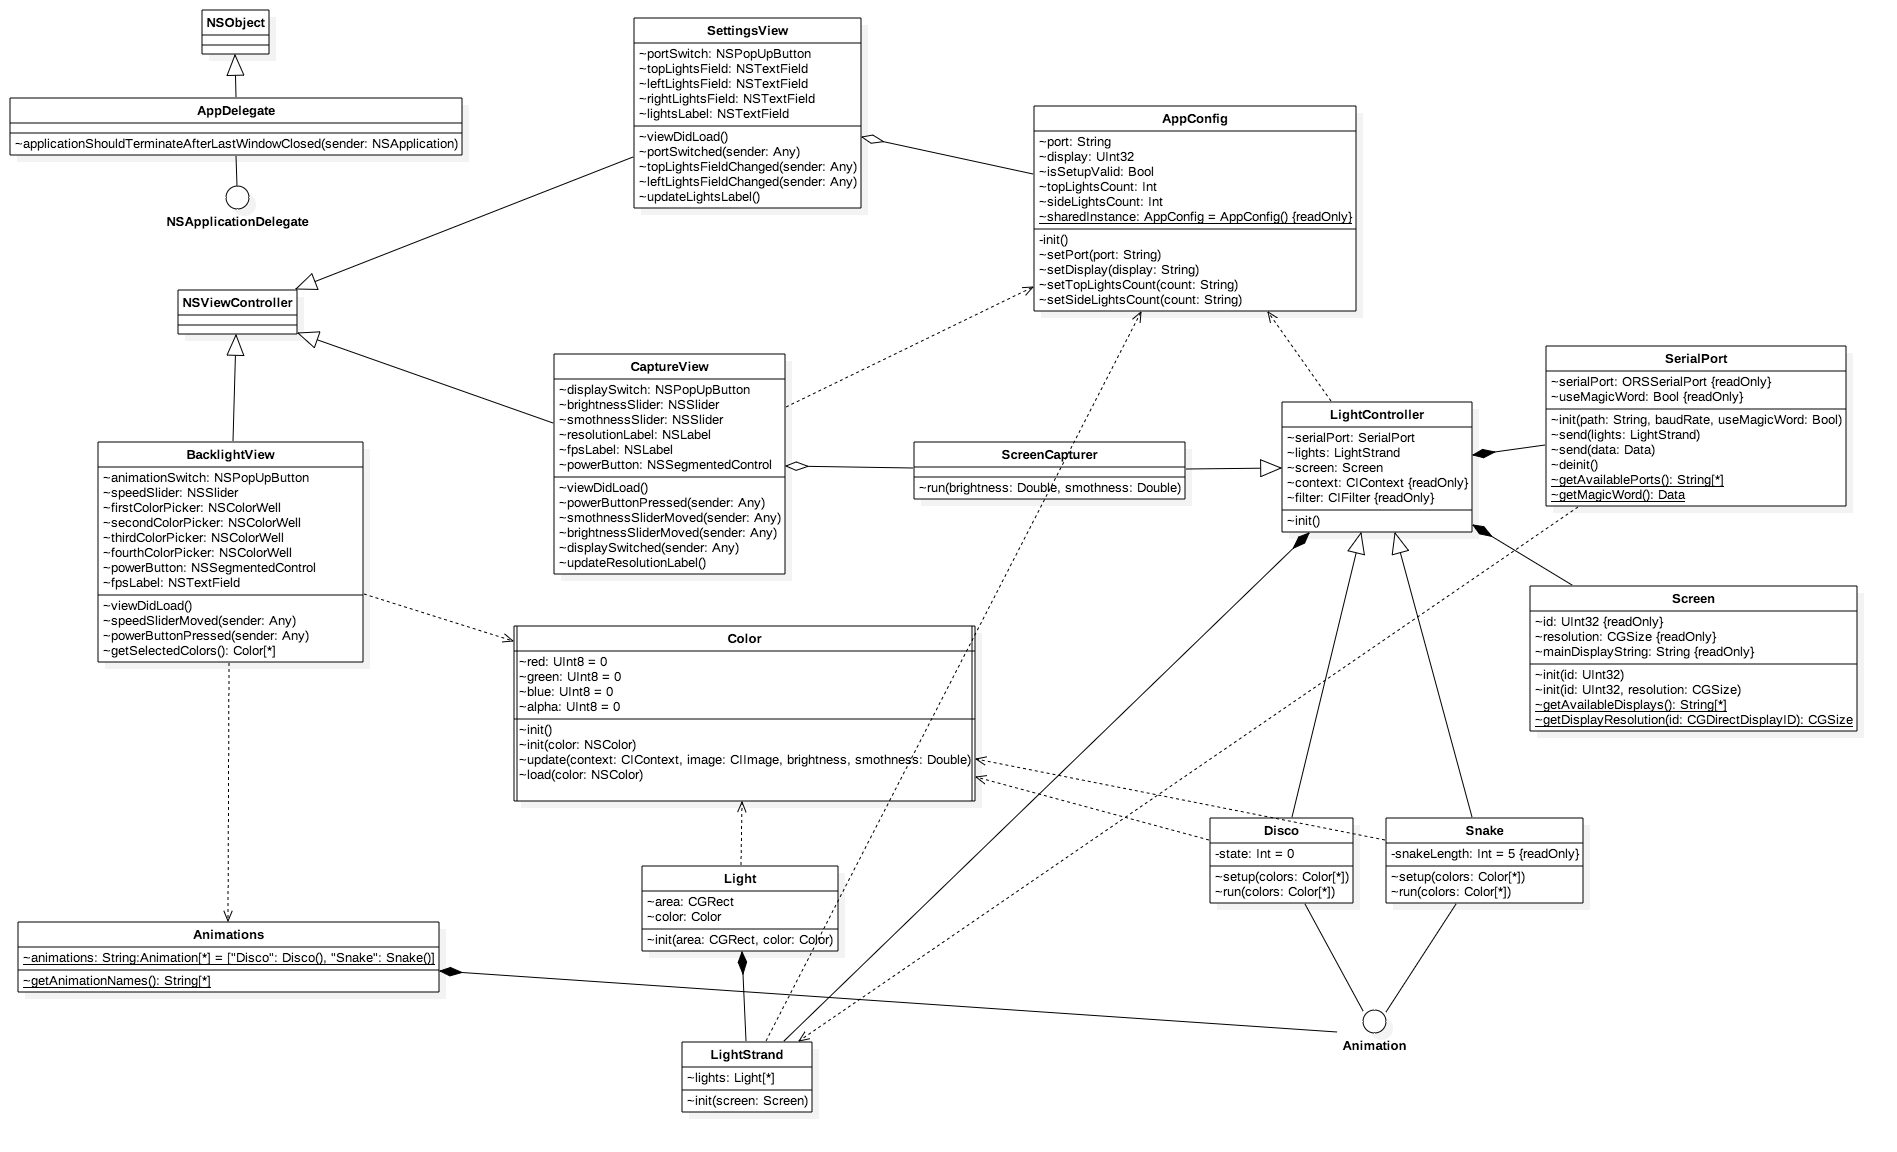 NSObject
AppDelegate
~applicationShouldTerminateAfterLastWindowClosed(sender: NSApplication)
NSApplicationDelegate
SettingsView
~portSwitch: NSPopUpButton
~topLightsField: NSTextField
~leftLightsField: NSTextField
~rightLightsField: NSTextField
~lightsLabel: NSTextField
~viewDidLoad()
~portSwitched(sender: Any)
~topLightsFieldChanged(sender: Any)
~leftLightsFieldChanged(sender: Any)
~updateLightsLabel()
AppConfig
~port: String
~display: UInt32
~isSetupValid: Bool
~topLightsCount: Int
~sideLightsCount: Int
~sharedInstance: AppConfig = AppConfig() {readOnly}
-init()
~setPort(port: String)
~setDisplay(display: String)
~setTopLightsCount(count: String)
~setSideLightsCount(count: String)
NSViewController
CaptureView
~displaySwitch: NSPopUpButton
~brightnessSlider: NSSlider
~smothnessSlider: NSSlider
~resolutionLabel: NSLabel
~fpsLabel: NSLabel
~powerButton: NSSegmentedControl
~viewDidLoad()
~powerButtonPressed(sender: Any)
~smothnessSliderMoved(sender: Any)
~brightnessSliderMoved(sender: Any)
~displaySwitched(sender: Any)
~updateResolutionLabel()
ScreenCapturer
~run(brightness: Double, smothness: Double)
LightController
~serialPort: SerialPort
~lights: LightStrand
~screen: Screen
~context: CIContext {readOnly}
~filter: CIFilter {readOnly}
~init()
SerialPort
~serialPort: ORSSerialPort {readOnly}
~useMagicWord: Bool {readOnly}
~init(path: String, baudRate, useMagicWord: Bool)
~send(lights: LightStrand)
~send(data: Data)
~deinit()
~getAvailablePorts(): String[*]
~getMagicWord(): Data
BacklightView
~animationSwitch: NSPopUpButton
~speedSlider: NSSlider
~firstColorPicker: NSColorWell
~secondColorPicker: NSColorWell
~thirdColorPicker: NSColorWell
~fourthColorPicker: NSColorWell
~powerButton: NSSegmentedControl
~fpsLabel: NSTextField
~viewDidLoad()
~speedSliderMoved(sender: Any)
~powerButtonPressed(sender: Any)
~getSelectedColors(): Color[*]
Screen
~id: UInt32 {readOnly}
~resolution: CGSize {readOnly}
~mainDisplayString: String {readOnly}
~init(id: UInt32)
~init(id: UInt32, resolution: CGSize)
~getAvailableDisplays(): String[*]
~getDisplayResolution(id: CGDirectDisplayID): CGSize
Color
~red: UInt8 = 0
~green: UInt8 = 0
~blue: UInt8 = 0
~alpha: UInt8 = 0
~init()
~init(color: NSColor)
~update(context: CIContext, image: CIImage, brightness, smothness: Double)
~load(color: NSColor)
Disco
-state: Int = 0
~setup(colors: Color[*])
~run(colors: Color[*])
Snake
-snakeLength: Int = 5 {readOnly}
~setup(colors: Color[*])
~run(colors: Color[*])
Light
~area: CGRect
~color: Color
~init(area: CGRect, color: Color)
Animations
~animations: String:Animation[*] = ["Disco": Disco(), "Snake": Snake()]
~getAnimationNames(): String[*]
Animation
LightStrand
~lights: Light[*]
~init(screen: Screen)